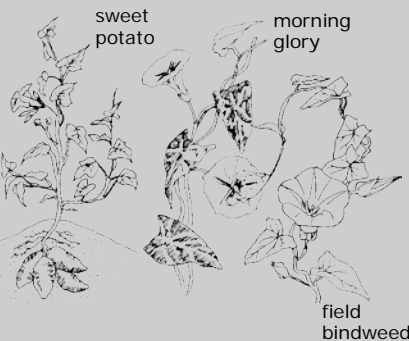 sweet
potato
morning
glory
field
bindweed